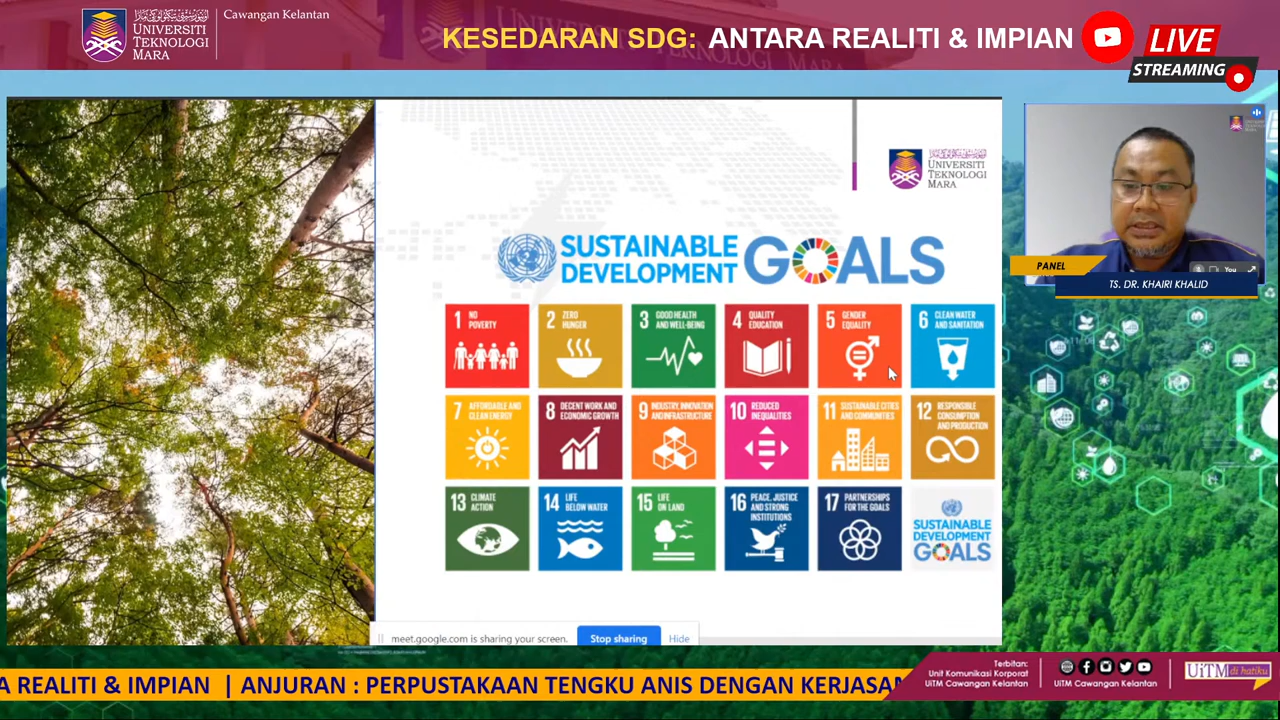 UNIVERSITI
TEKNOLOGI
MARA
Cawangan Kelantan
KESEDARAN SDG: ANTARA REALITI & IMPIAN
LIVE
STREAMING
UNIVERSITI
TEKNOLOGI
MARA
SUSTAINABLE
DEVELOPMENT
GOALS
1 NO
POVERTY
2 ZERO
HUNGER
3 GOOD HEALTH
AND WELL-BEING
4 QUALITY
EDUCATION
5 GENDER
EQUALITY
6 CLEAN WATER
AND SANITATION
7 AFFORDABLE AND
CLEAN ENERGY
8 DECENT WORK AND
ECONOMIC GROWTH
9 INDUSTRY, INNOVATION
AND INFRASTRUCTURE
10 REDUCED
INEQUALITIES
11 SUSTAINABLE CITIES
AND COMMUNITIES
12 RESPONSIBLE
CONSUMPTION
AND PRODUCTION
13 CLIMATE
ACTION
14 LIFE
BELOW WATER
15 LIFE
ON LAND
16 PEACE, JUSTICE
AND STRONG
INSTITUTIONS
17 PARTNERSHIPS
FOR THE GOALS
SUSTAINABLE
DEVELOPMENT
GOALS
You
PANEL
TS. DR. KHAIRI KHALID
meet.google.com is sharing your screen.
Stop sharing
Hide
A REALITI & IMPIAN | ANJURAN : PERPUSTAKAAN TENGKU ANIS DENGAN KERJASAM
Terbitan:
Unit Komunikasi Korporat
UiTM Cawangan Kelantan
UiTM Cawangan Kelantan
UiTM di hatiku